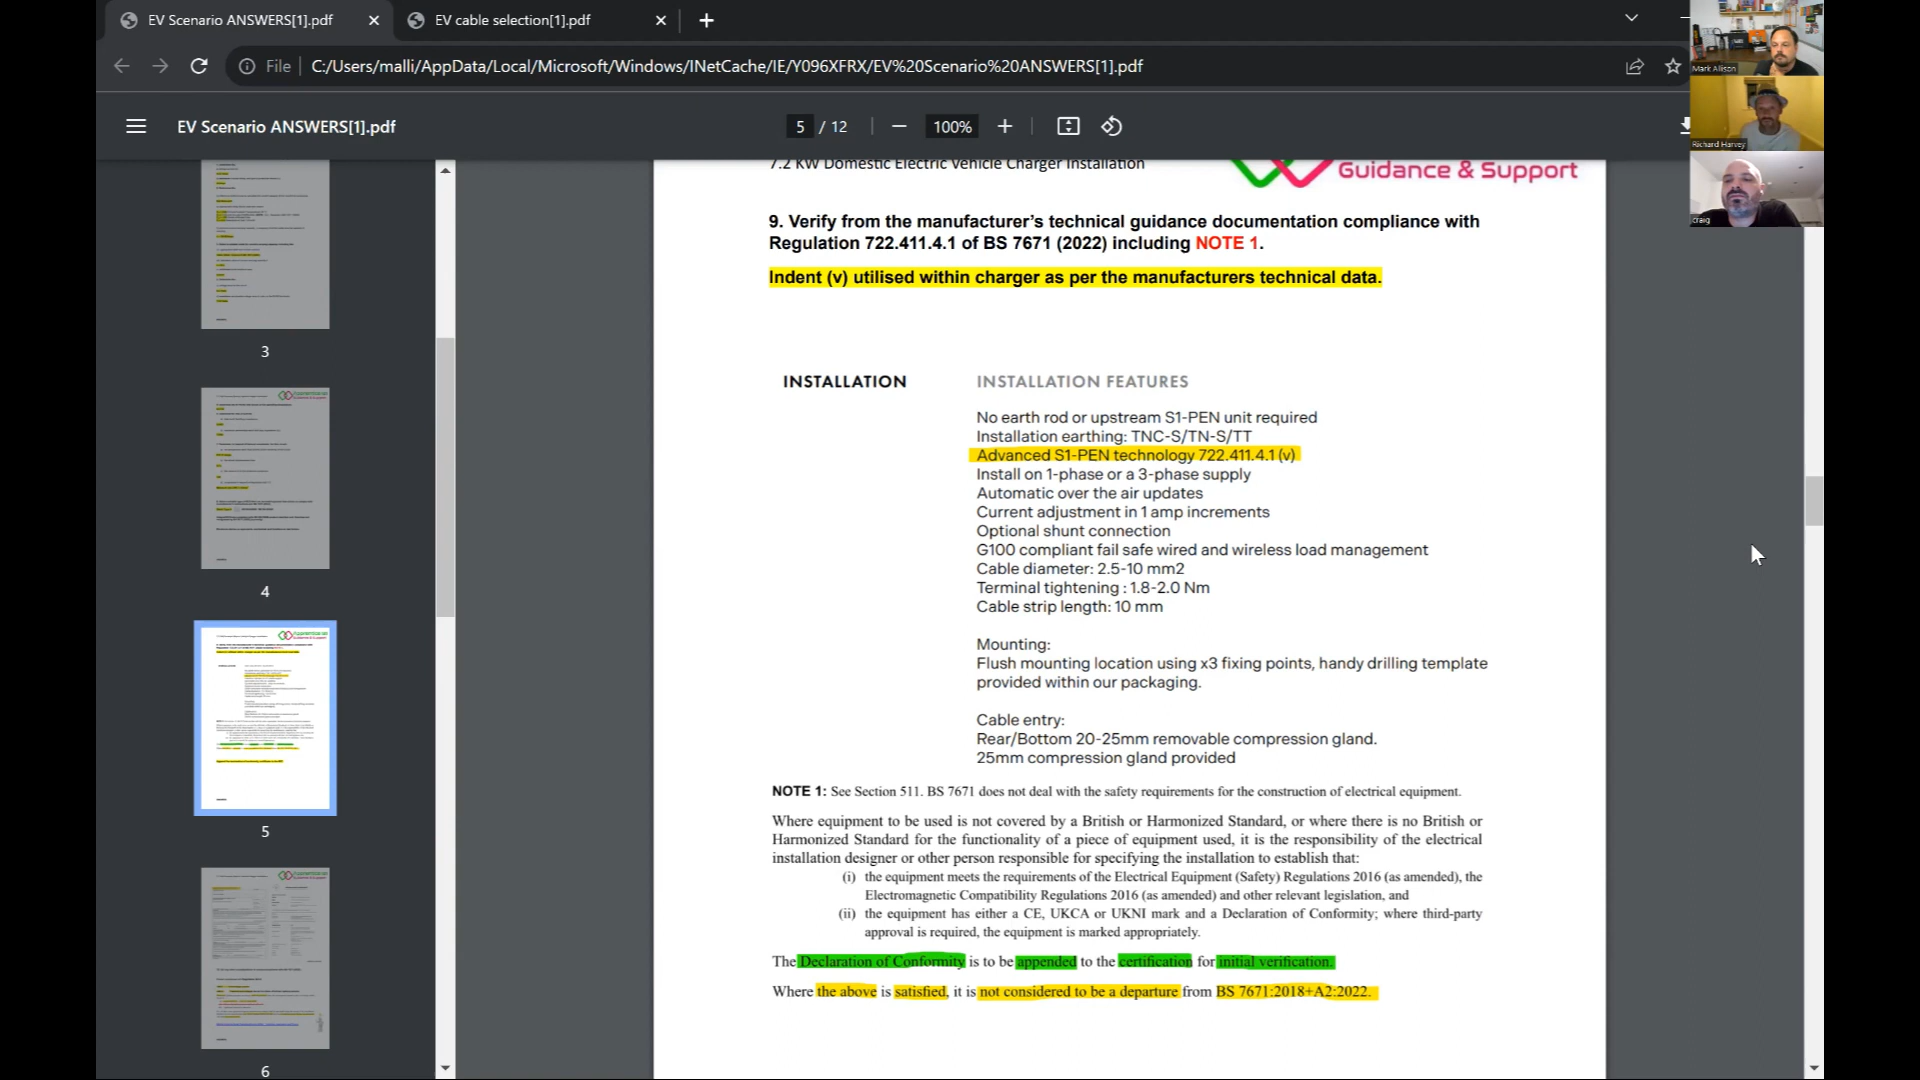 EV Scenario ANSWERS[1].pdf
EV cable selection[1].pdf
File
C:/Users/malli/AppData/Local/Microsoft/Windows/INetCache/IE/Y096XFRX/EV%20Scenario%20ANSWERS[1].pdf
EV Scenario ANSWERS[1].pdf
5 / 12
100%
Mark Allison
Richard Harvey
craig
3
4
5
6
7.2 KW Domestic Electric Vehicle Charger Installation
Guidance & Support
9. Verify from the manufacturer’s technical guidance documentation compliance with
Regulation 722.411.4.1 of BS 7671 (2022) including NOTE 1.
Indent (v) utilised within charger as per the manufacturers technical data.
INSTALLATION
INSTALLATION FEATURES
No earth rod or upstream S1-PEN unit required
Installation earthing: TNC-S/TN-S/TT
Advanced S1-PEN technology 722.411.4.1 (v)
Install on 1-phase or a 3-phase supply
Automatic over the air updates
Current adjustment in 1 amp increments
Optional shunt connection
G100 compliant fail safe wired and wireless load management
Cable diameter: 2.5-10 mm2
Terminal tightening : 1.8-2.0 Nm
Cable strip length: 10 mm
Mounting:
Flush mounting location using x3 fixing points, handy drilling template
provided within our packaging.
Cable entry:
Rear/Bottom 20-25mm removable compression gland.
25mm compression gland provided
NOTE 1: See Section 511. BS 7671 does not deal with the safety requirements for the construction of electrical equipment.
Where equipment to be used is not covered by a British or Harmonized Standard, or where there is no British or
Harmonized Standard for the functionality of a piece of equipment used, it is the responsibility of the electrical
installation designer or other person responsible for specifying the installation to establish that:
(i) the equipment meets the requirements of the Electrical Equipment (Safety) Regulations 2016 (as amended), the
Electromagnetic Compatibility Regulations 2016 (as amended) and other relevant legislation, and
(ii) the equipment has either a CE, UKCA or UKNI mark and a Declaration of Conformity; where third-party
approval is required, the equipment is marked appropriately.
The Declaration of Conformity is to be appended to the certification for initial verification.
Where the above is satisfied, it is not considered to be a departure from BS 7671:2018+A2:2022.